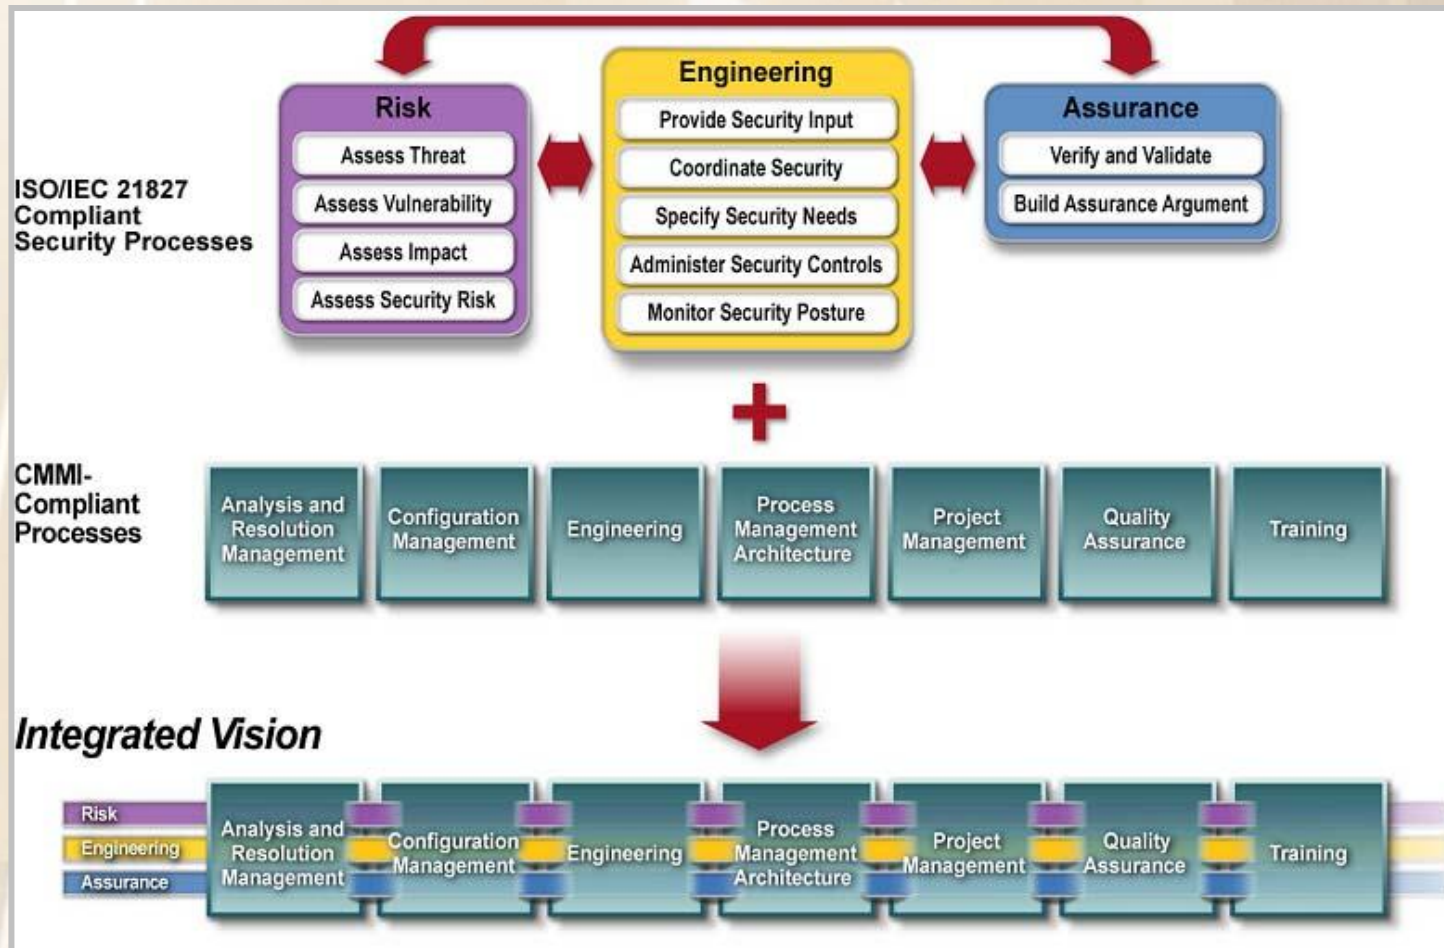 ISO/IEC 21827
Compliant
Security Processes
Risk
Assess Threat
Assess Vulnerability
Assess Impact
Assess Security Risk
Engineering
Provide Security Input
Coordinate Security
Specify Security Needs
Administer Security Controls
Monitor Security Posture
Assurance
Verify and Validate
Build Assurance Argument
CMMI-
Compliant
Processes
Analysis and
Resolution
Management
Configuration
Management
Engineering
Process
Management
Architecture
Project
Management
Quality
Assurance
Training
Integrated Vision
Risk
Engineering
Assurance
Analysis and
Resolution
Management
Configuration
Management
Engineering
Process
Management
Architecture
Project
Management
Quality
Assurance
Training